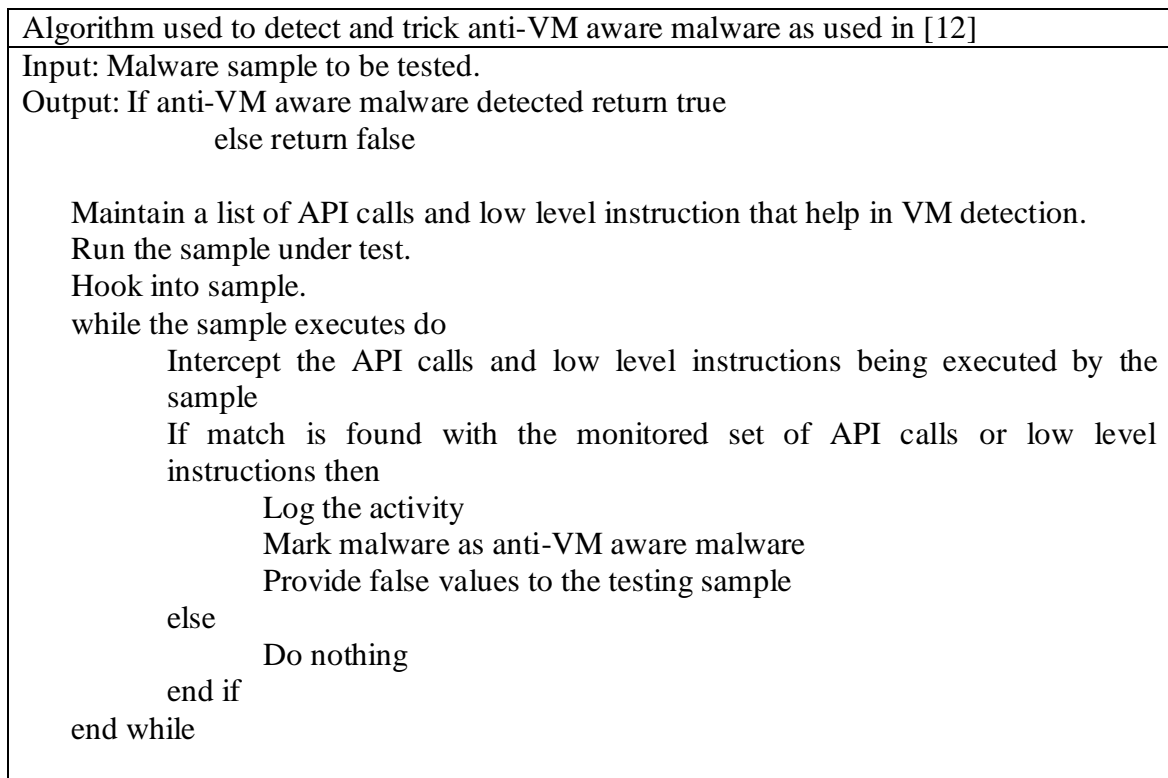 Algorithm used to detect and trick anti-VM aware malware as used in [12]
Input: Malware sample to be tested.
Output: If anti-VM aware malware detected return true
else return false
Maintain a list of API calls and low level instruction that help in VM detection.
Run the sample under test.
Hook into sample.
while the sample executes do
Intercept the API calls and low level instructions being executed by the
sample
If match is found with the monitored set of API calls or low level
instructions then
Log the activity
Mark malware as anti-VM aware malware
Provide false values to the testing sample
else
Do nothing
end if
end while